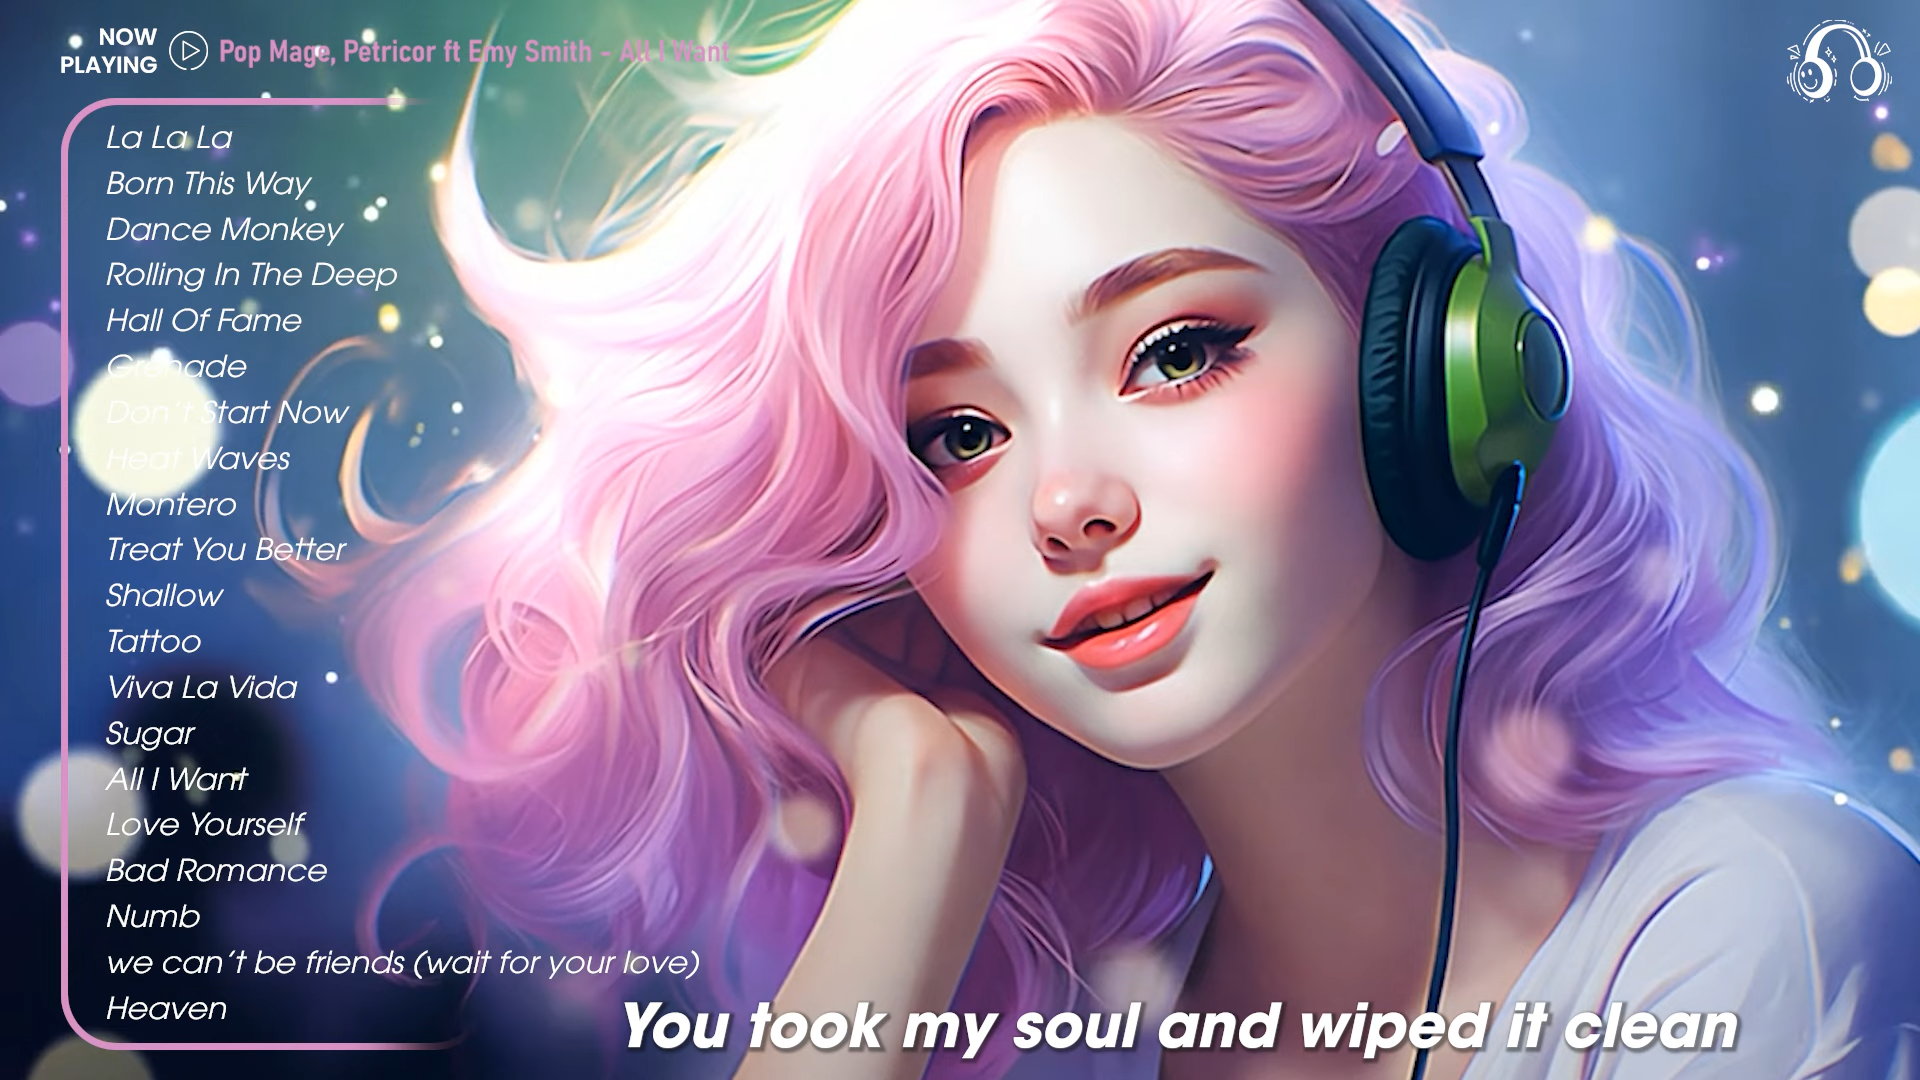 NOW
PLAYING
Pop Mage, Petricor ft Emy Smith - All I Want
La La La
Born This Way
Dance Monkey
Rolling In The Deep
Hall Of Fame
Grenade
Don't Start Now
Heat Waves
Montero
Treat You Better
Shallow
Tattoo
Viva La Vida
Sugar
All I Want
Love Yourself
Bad Romance
Numb
we can't be friends (wait for your love)
Heaven
You took my soul and wiped it clean